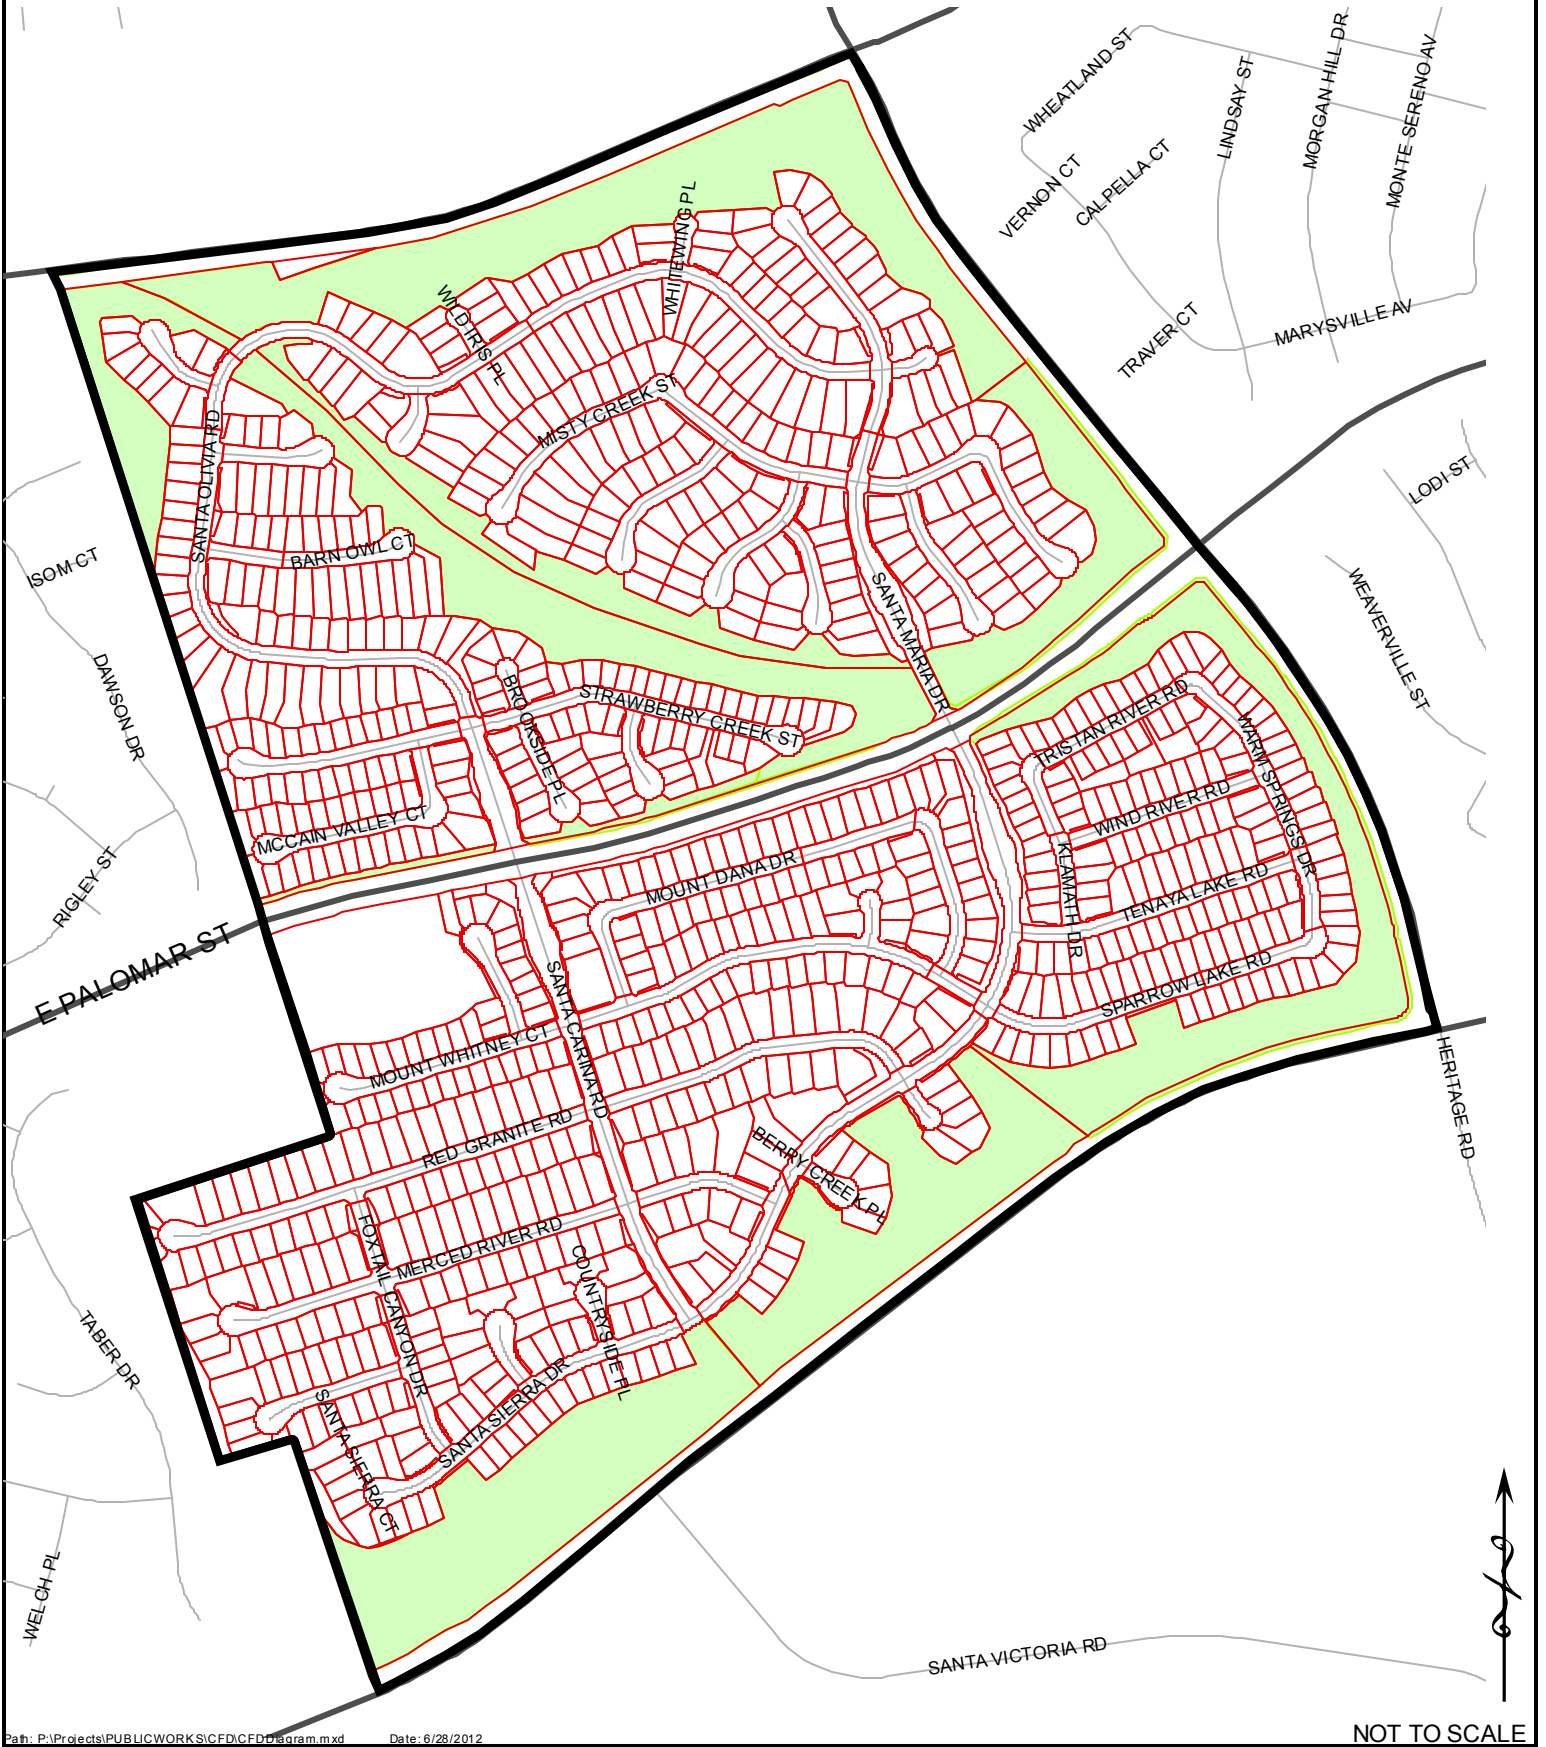 WHEATLAND ST
LINDSAY ST
MORGAN HILL DR
MONTE SERENO AV
VERNON CT
CALPELLA CT
TRAVER CT
MARYSVILLE AV
WHITEWING PL
WILD IRIS PL
MISTY CREEK ST
SANTA OLIVIA RD
BARN OWL CT
ISOM CT
LODI ST
WEAVERVILLE ST
SANTA MARIA DR
DAWSON DR
BROOKSIDE PL
STRAWBERRY CREEK ST
TRISTAN RIVER RD
WARM SPRINGS DR
WIND RIVER RD
MCCAIN VALLEY CT
RIGLEY ST
MOUNT DANA DR
KLAMATH DR
TENAYA LAKE RD
E PALOMAR ST
SANTA CARINA RD
SPARROW LAKE RD
MOUNT WHITNEY CT
HERITAGE RD
RED GRANITE RD
BERRY CREEK PL
FOXTAIL CANYON DR
MERCED RIVER RD
COUNTRYSIDE PL
TABER DR
SANTA SIERRA DR
SANTA SIERRA CT
WELCH PL
SANTA VICTORIA RD
Path: P:\Projects\PUBLICWORKS\CFD\CFDDiagram.mxd Date: 6/28/2012
NOT TO SCALE